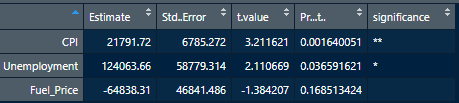 Estimate Std..Error t.value Pr...t.. significance
CPI 21791.72 6785.272 3.211621 0.001640051 **
Unemployment 124063.66 58779.314 2.110669 0.036591621 *
Fuel_Price -64838.31 46841.486 -1.384207 0.168513424